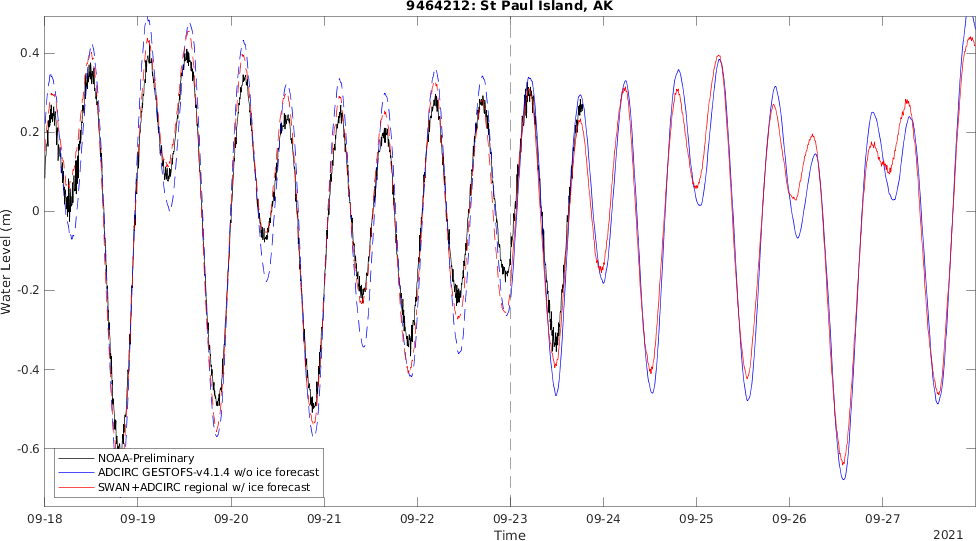 9464212: St Paul Island, AK
Water Level (m)
0.4
0.2
0
-0.2
-0.4
-0.6
NOAA-Preliminary
ADCIRC GESTOFS-v4.1.4 w/o ice forecast
SWAN+ADCIRC regional w/ ice forecast
09-18 09-19 09-20 09-21 09-22 09-23 09-24 09-25 09-26 09-27
Time
2021